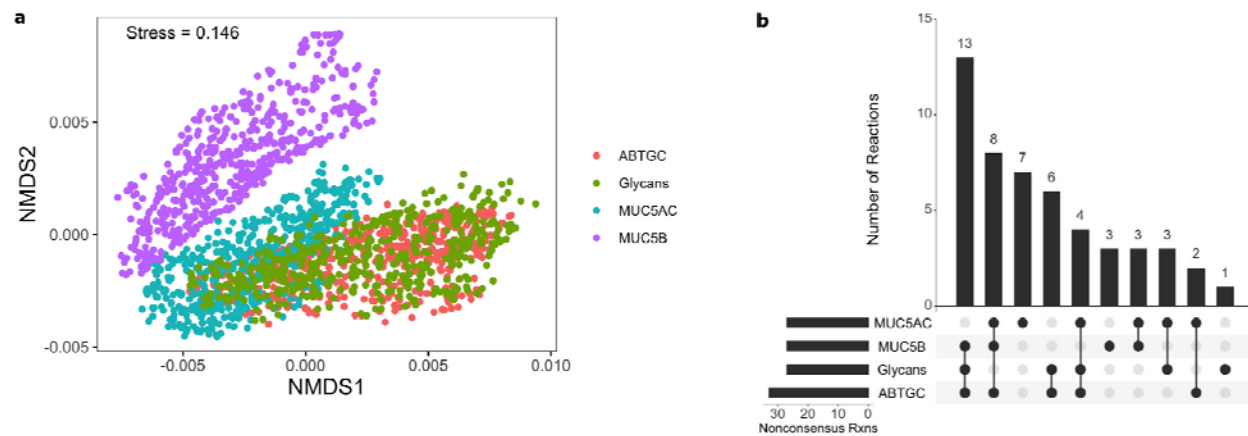 a
Stress = 0.146
0.005
0.000
-0.005
NMDS2
-0.005
0.000
0.005
0.010
NMDS1
ABTGC
Glycans
MUC5AC
MUC5B
b
15
10
5
0
Number of Reactions
13
8
7
6
4
3
3
3
2
1
MUC5AC
MUC5B
Glycans
ABTGC
30
20
10
0
Nonconsensus Rxns